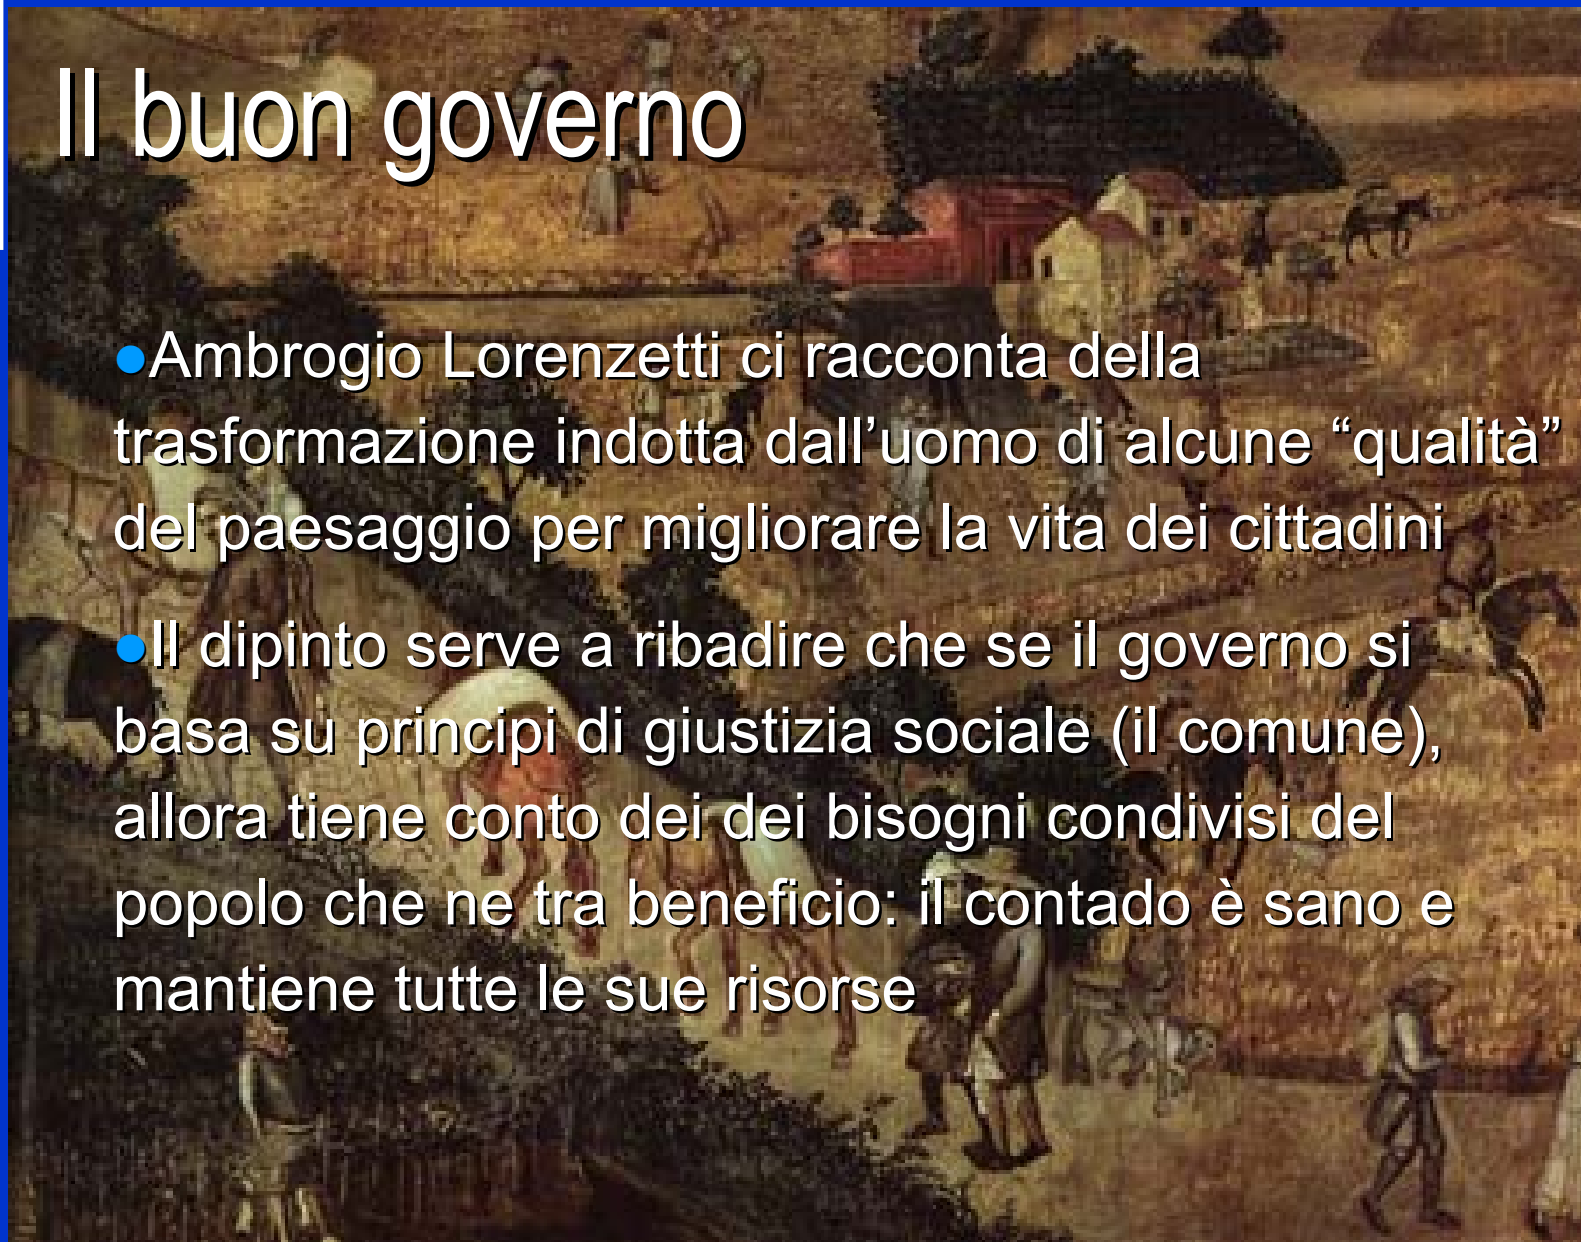 Il buon governo
●Ambrogio Lorenzetti ci racconta della
trasformazione indotta dall’uomo di alcune “qualità”
del paesaggio per migliorare la vita dei cittadini
●Il dipinto serve a ribadire che se il governo si
basa su principi di giustizia sociale (il comune),
allora tiene conto dei dei bisogni condivisi del
popolo che ne tra beneficio: il contado è sano e
mantiene tutte le sue risorse